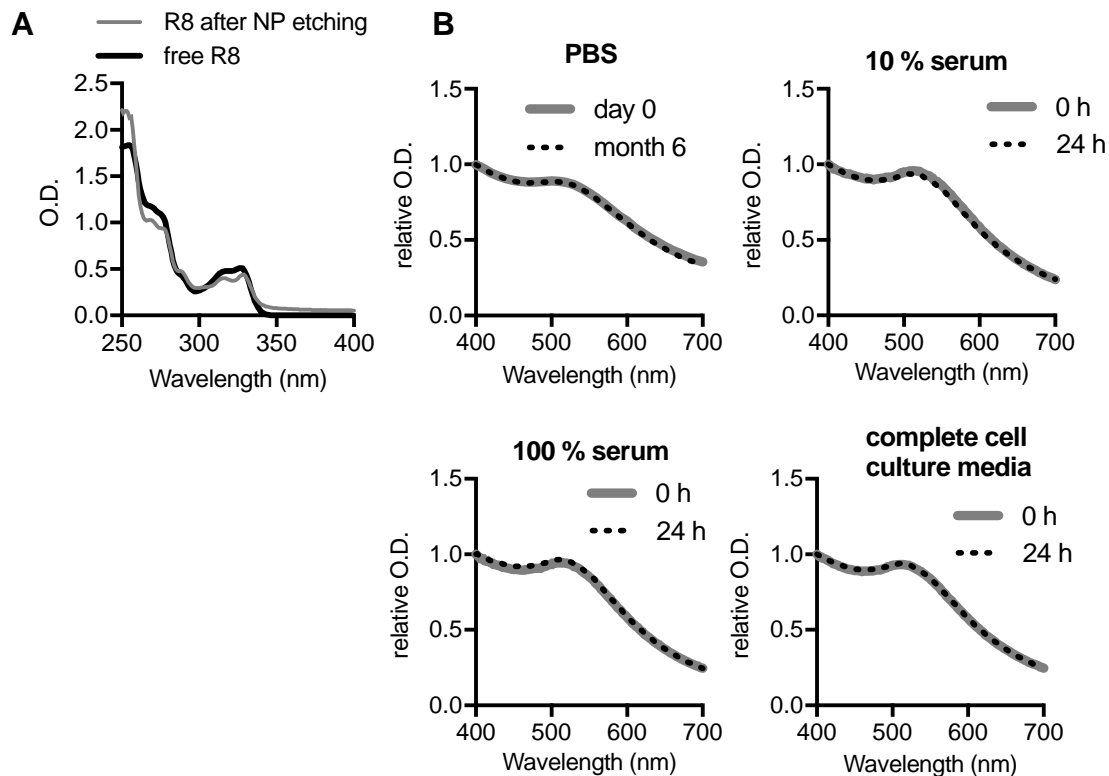 A
R8 after NP etching
free R8
2.5
2.0
1.5
1.0
0.5
0.0
O.D.
250 300 350 400
Wavelength (nm)
B
PBS
day 0
month 6
1.5
1.0
0.5
0.0
relative O.D.
400 500 600 700
Wavelength (nm)
10 % serum
0 h
24 h
1.5
1.0
0.5
0.0
relative O.D.
400 500 600 700
Wavelength (nm)
100 % serum
0 h
24 h
1.5
1.0
0.5
0.0
relative O.D.
400 500 600 700
Wavelength (nm)
complete cell
culture media
0 h
24 h
1.5
1.0
0.5
0.0
relative O.D.
400 500 600 700
Wavelength (nm)